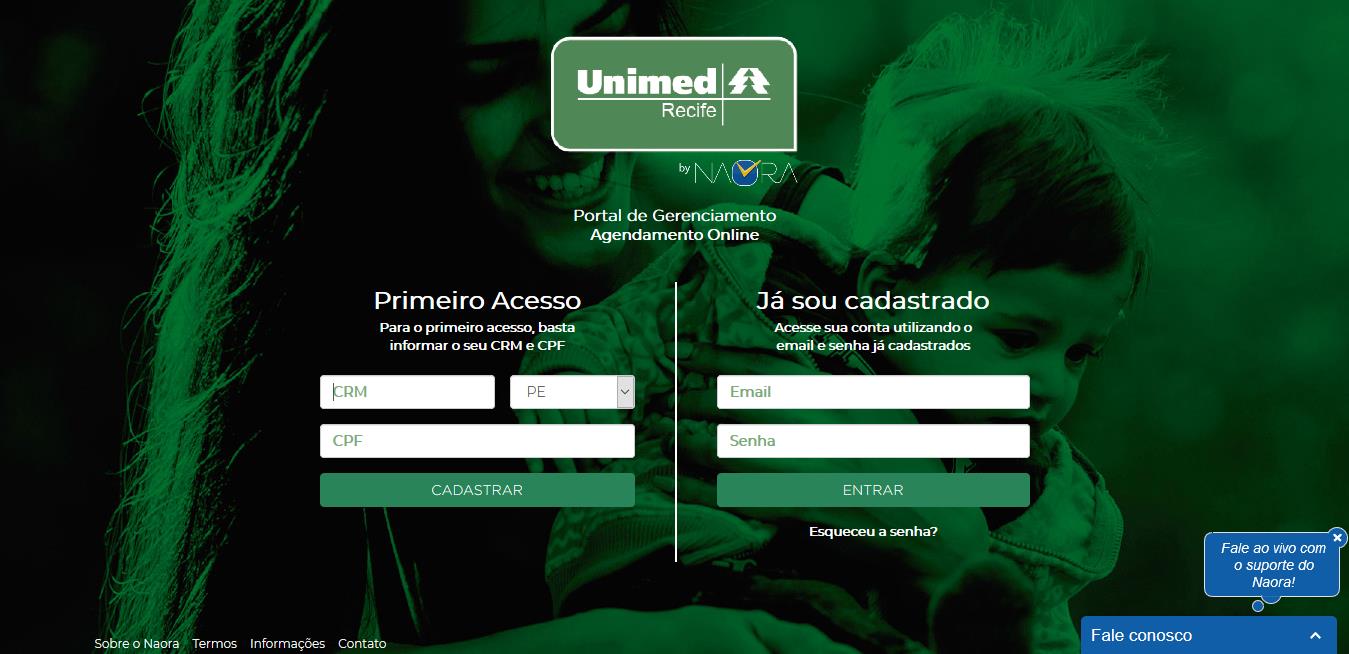 Unimed
Recife
by NAORA
Portal de Gerenciamento
Agendamento Online
Primeiro Acesso
Para o primeiro acesso, basta
informar o seu CRM e CPF
CRM
PE
CPF
CADASTRAR
Já sou cadastrado
Acesse sua conta utilizando o
email e senha já cadastrados
Email
Senha
ENTRAR
Esqueceu a senha?
Fale ao vivo com
o suporte do
Naora!
Fale conosco
Sobre o Naora Termos Informações Contato